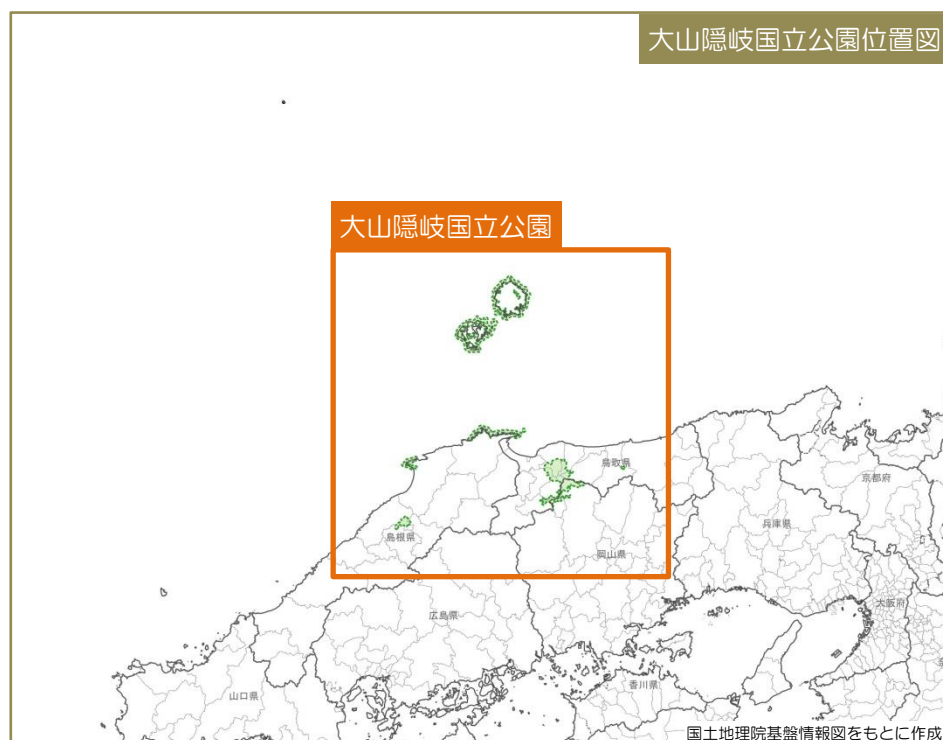 大山隠岐国立公園位置図
大山隠岐国立公園
鳥取県
京都府
兵庫県
島根県
岡山県
大阪府
広島県
香川県
山口県
国土地理院基盤情報図をもとに作成